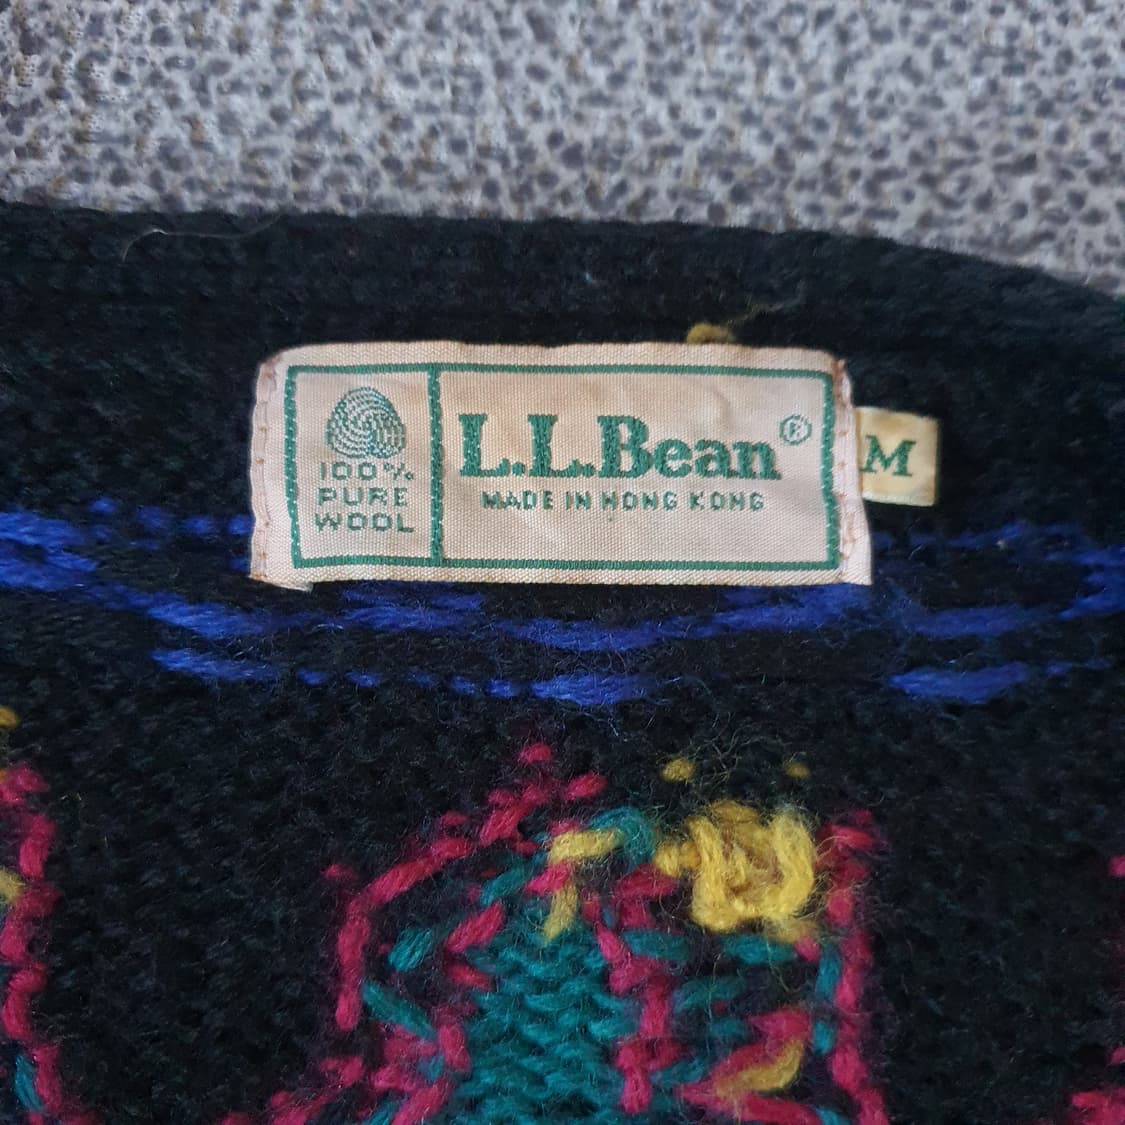 100%
PURE
WOOL
L.L.Bean®
MADE IN HONG KONG
M